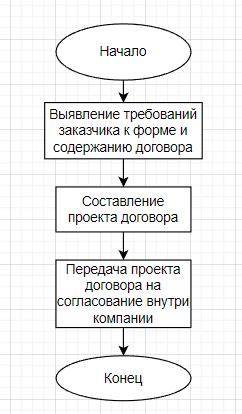 Начало
Выявление требований
заказчика к форме и
содержанию договора
Составление
проекта договора
Передача проекта
договора на
согласование внутри
компании
Конец